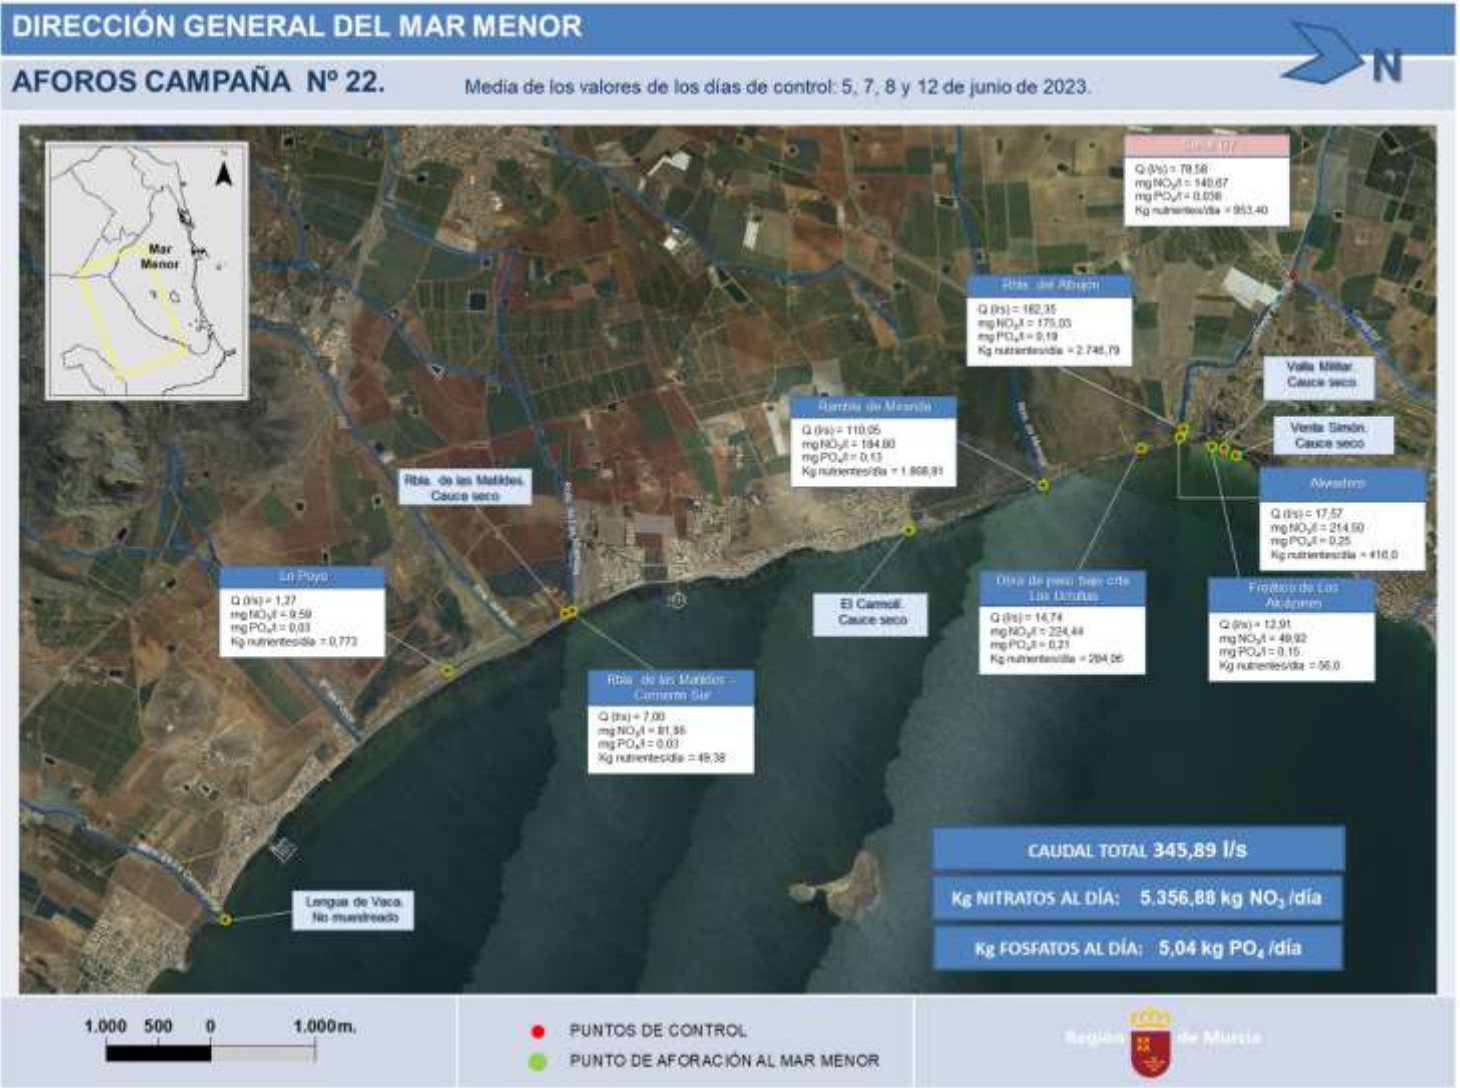 DIRECCIÓN GENERAL DEL MAR MENOR
N
AFOROS CAMPAÑA Nº 22.
Media de los valores de los días de control: 5, 7, 8 y 12 de junio de 2023.
N
Mar
Menor
Q (l/s) = 78,58
mg NO₃/l = 140,67
mg PO₄/l = 0,038
Kg nutrientes/día = 953,40
Rbla. del Albujón
Q (l/s) = 182,35
mg NO₃/l = 175,03
mg PO₄/l = 0,19
Kg nutrientes/día = 2.746,79
Valla Militar.
Cauce seco
Rambla de Miranda
Q (l/s) = 110,05
mg NO₃/l = 184,80
mg PO₄/l = 0,13
Kg nutrientes/día =
Venta Simón.
Cauce seco
Rbla. de las Matildes.
Cauce seco
Aliviadero
Q (l/s) = 17,57
mg NO₃/l = 214,50
mg PO₄/l = 0,25
Kg nutrientes/día = 416,0
Lo Poyo
Q (l/s) = 1,27
mg NO₃/l = 9,59
mg PO₄/l = 0,03
Kg nutrientes/día = 0,773
El Carmolí.
Cauce seco
Obra de paso bajo ctra
Los Urrutias
Q (l/s) = 14,74
mg NO₃/l = 224,44
mg PO₄/l = 0,21
Kg nutrientes/día = 284,06
Freático de Los
Alcázares
Q (l/s) = 12,91
mg NO₃/l = 49,92
mg PO₄/l = 0,15
Kg nutrientes/día = 56,0
Rbla. de las Matildes -
Corriente Sur
Q (l/s) = 7,00
mg NO₃/l = 81,95
mg PO₄/l = 0,03
Kg nutrientes/día = 49,38
Lengua de Vaca.
No muestreado
CAUDAL TOTAL 345,89 l/s
Kg NITRATOS AL DÍA: 5.356,88 kg NO₃ /día
Kg FOSFATOS AL DÍA: 5,04 kg PO₄ /día
1.000 500 0 1.000m.
PUNTOS DE CONTROL
PUNTO DE AFORACIÓN AL MAR MENOR
Región de Murcia